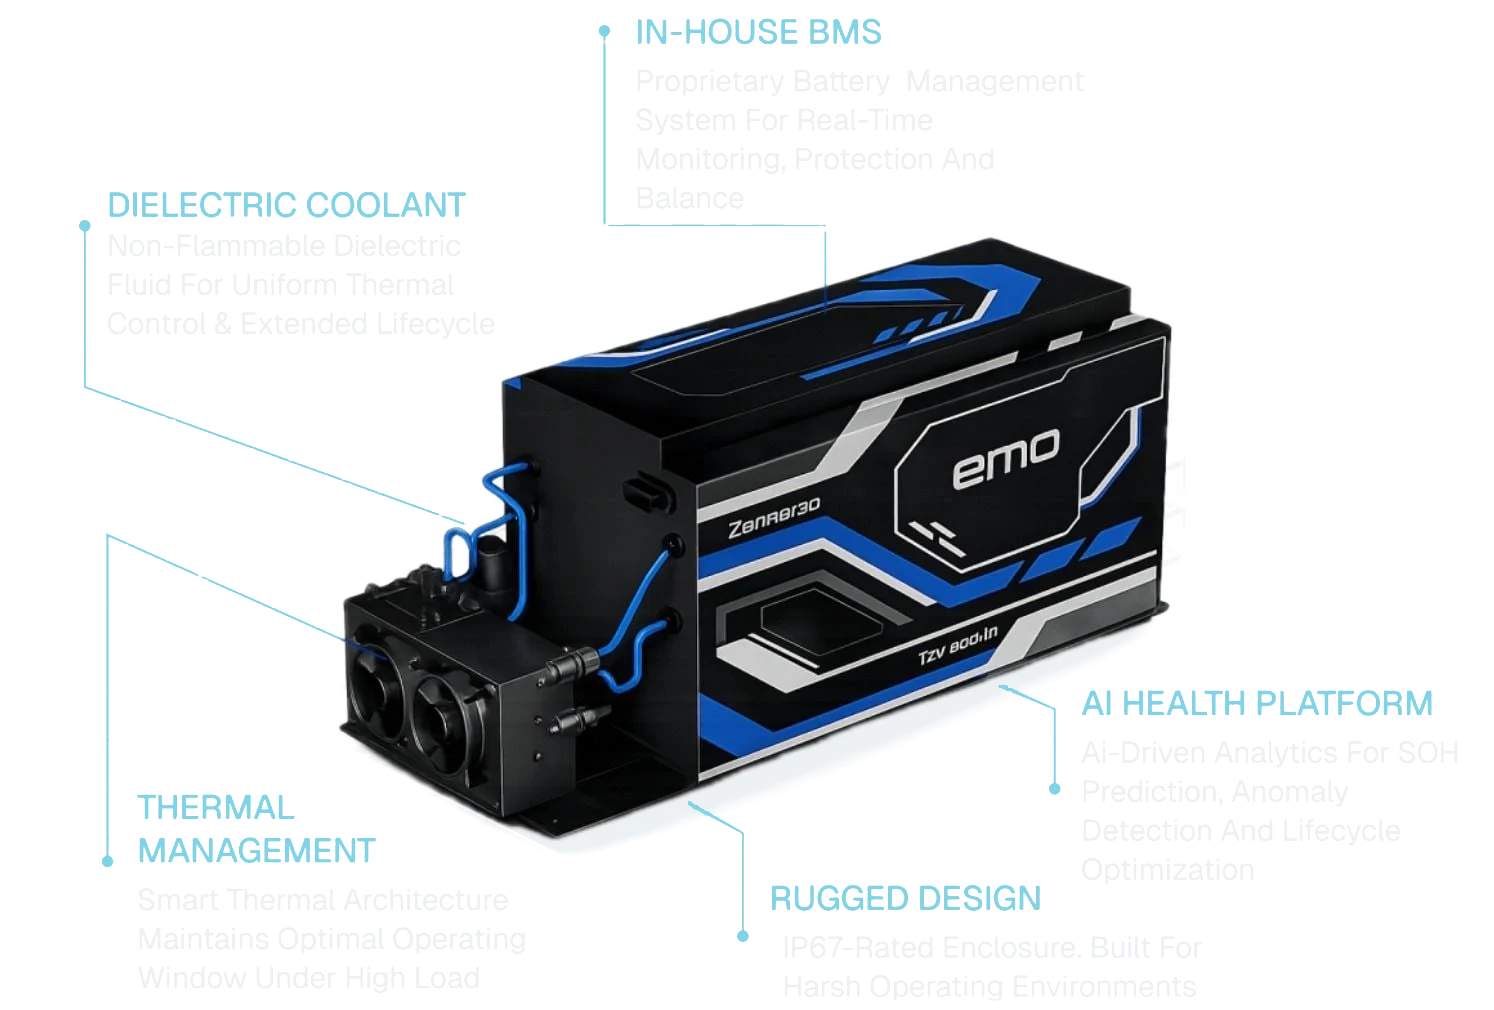 IN-HOUSE BMS
Proprietary Battery Management
System For Real-Time
Monitoring, Protection And
Balance
DIELECTRIC COOLANT
Non-Flammable Dielectric
Fluid For Uniform Thermal
Control & Extended Lifecycle
emo
AI HEALTH PLATFORM
Ai-Driven Analytics For SOH
Prediction, Anomaly
Detection And Lifecycle
Optimization
THERMAL
MANAGEMENT
Smart Thermal Architecture
Maintains Optimal Operating
Window Under High Load
RUGGED DESIGN
IP67-Rated Enclosure. Built For
Harsh Operating Environments